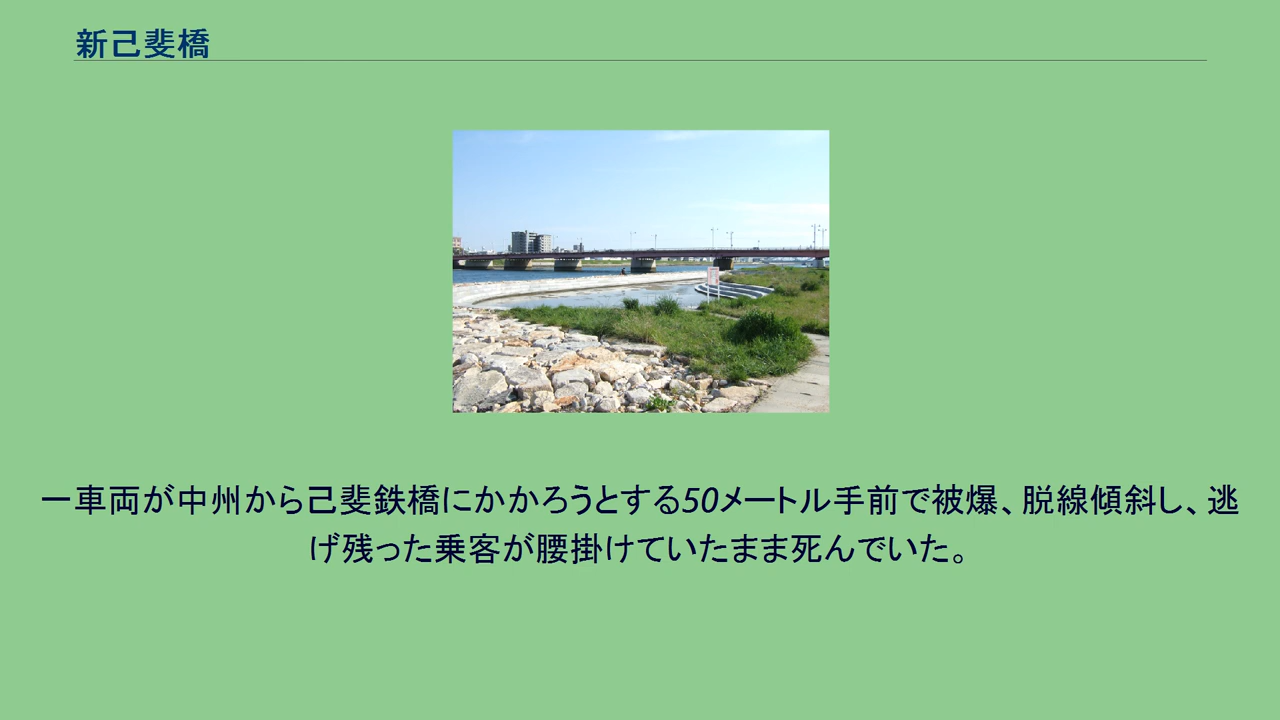 新己斐橋
一車両が中州から己斐鉄橋にかかろうとする50メートル手前で被爆、脱線傾斜し、逃
げ残った乗客が腰掛けていたまま死んでいた。